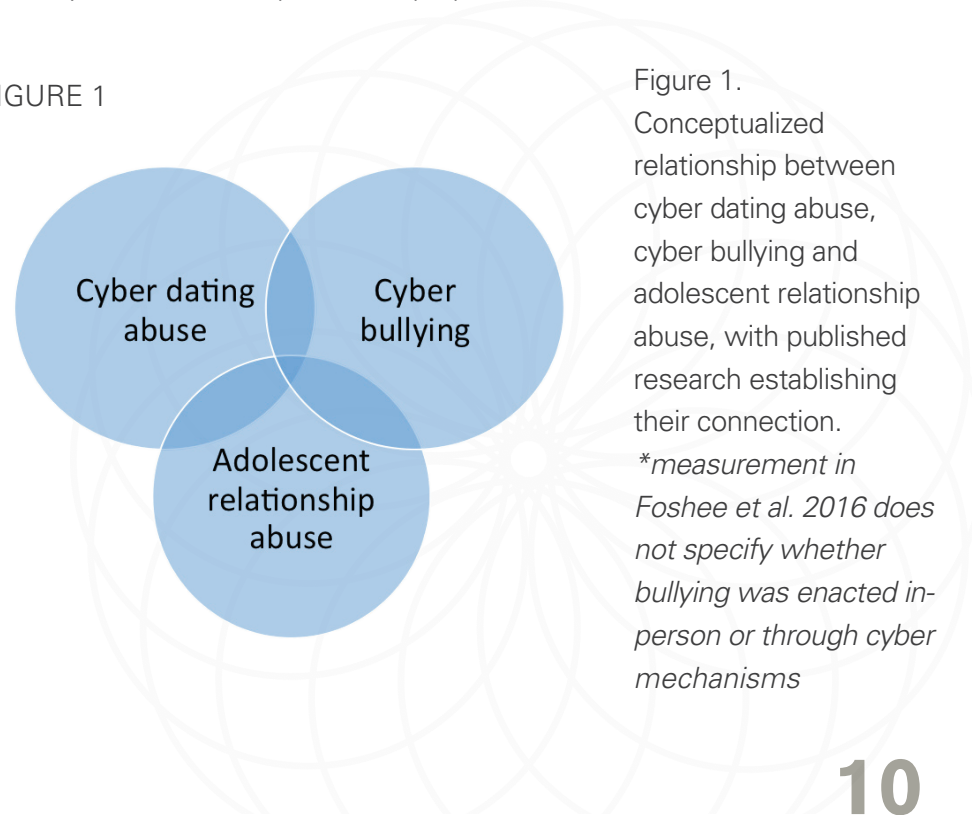 IGURE 1
Cyber dating
abuse
Cyber
bullying
Adolescent
relationship
abuse
Figure 1.
Conceptualized
relationship between
cyber dating abuse,
cyber bullying and
adolescent relationship
abuse, with published
research establishing
their connection.
*measurement in
Foshee et al. 2016 does
not specify whether
bullying was enacted in-
person or through cyber
mechanisms
10